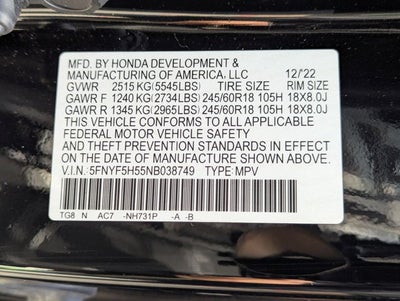 MFD. BY HONDA DEVELOPMENT &
MANUFACTURING OF AMERICA, LLC 12/22
GVWR 2515 KG(5545LBS) TIRE SIZE RIM SIZE
GAWR F 1240 KG(2734LBS) 245/60R18 105H 18X8.0J
GAWR R 1345 KG(2965LBS) 245/60R18 105H 18X8.0J
THIS VEHICLE CONFORMS TO ALL APPLICABLE
FEDERAL MOTOR VEHICLE SAFETY
AND THEFT PREVENTION STANDARDS IN EFFECT
ON THE DATE OF MANUFACTURE SHOWN ABOVE.
V.I.N.: 5FNYF5H55NB038749 TYPE: MPV
TG8 N AC7 -NH731P -A -B